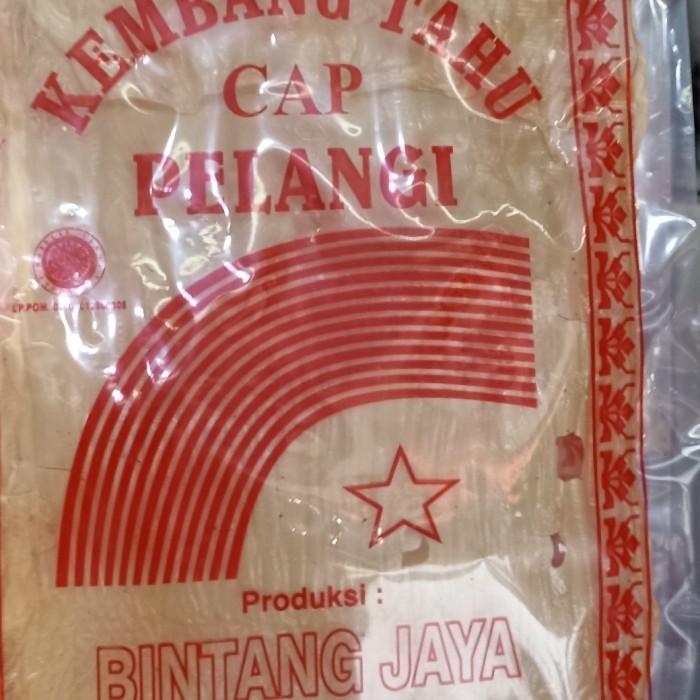 KEMBANG TAHU
CAP
PELANGI
Produksi :
BINTANG JAYA